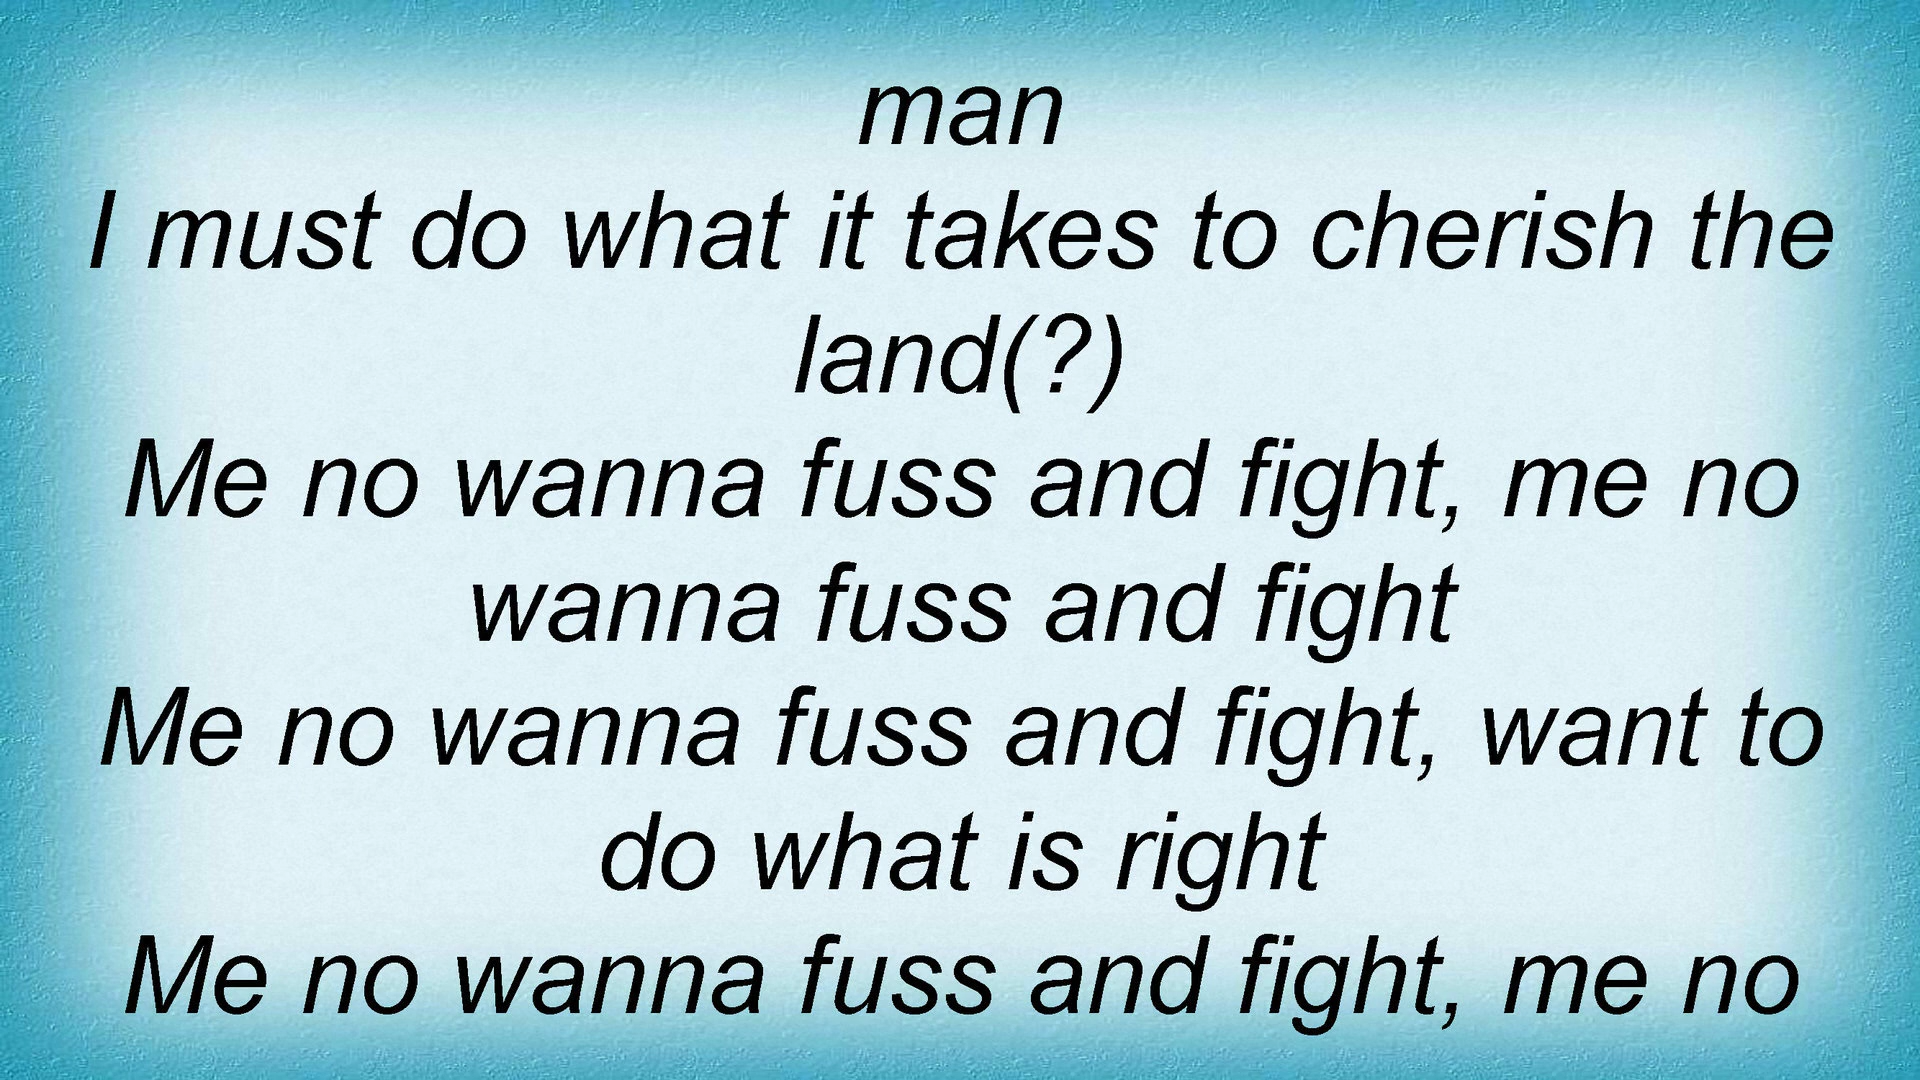 man
I must do what it takes to cherish the
land(?)
Me no wanna fuss and fight, me no
wanna fuss and fight
Me no wanna fuss and fight, want to
do what is right
Me no wanna fuss and fight, me no